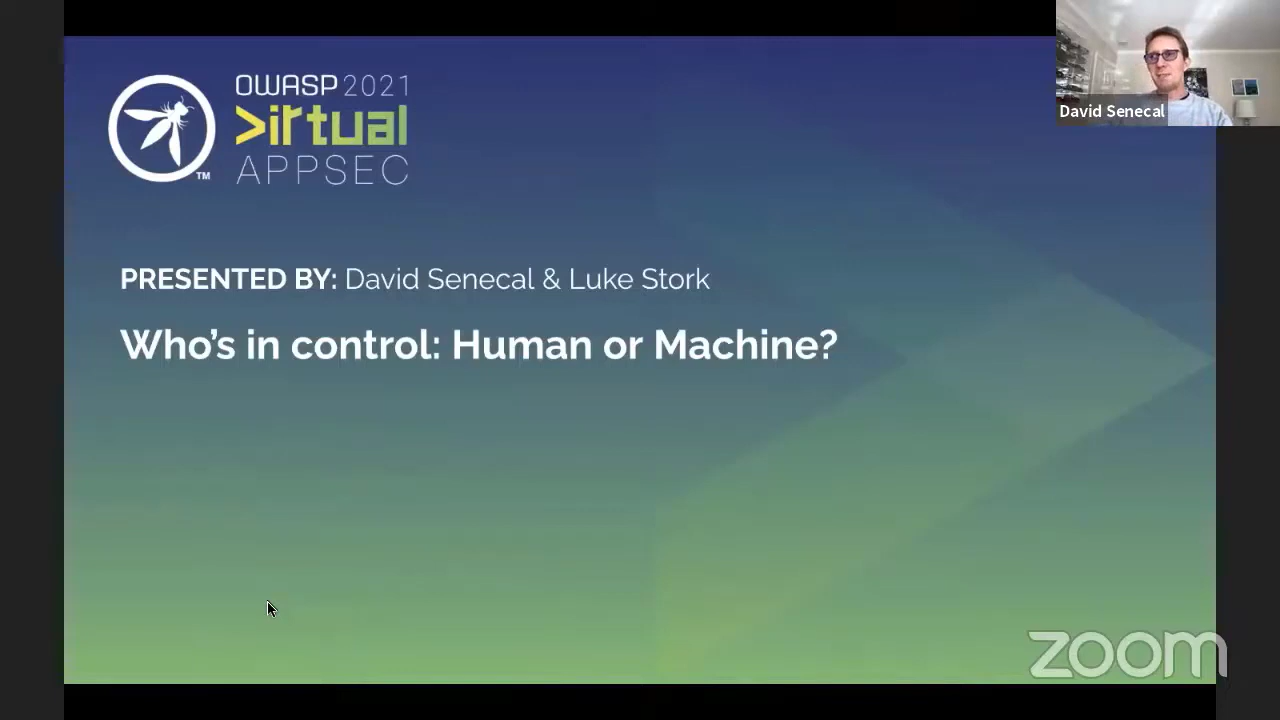 OWASP 2021
>irtual
APPSEC
TM
David Senecal
PRESENTED BY: David Senecal & Luke Stork
Who's in control: Human or Machine?
zoom